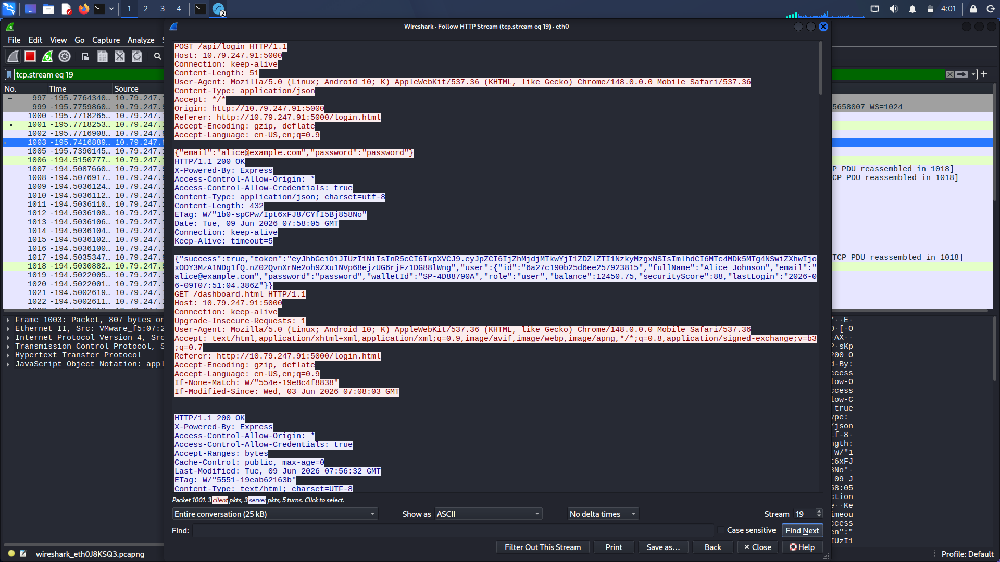 1 2 3 4 2 4:01
Wireshark · Follow HTTP Stream (tcp.stream eq 19) · eth0
File Edit View Go Capture Analyze
tcp.stream eq 19
No. Time Source
997 -195.7764340… 10.79.247.
999 -195.7759860… 10.79.247.
1000 -195.7718265… 10.79.247.
1001 -195.7718253… 10.79.247.
1002 -195.7716908… 10.79.247.
1003 -195.7416889… 10.79.247.
1005 -195.7390145… 10.79.247.
1006 -194.5150777… 10.79.247.
1007 -194.5087660… 10.79.247.
1008 -194.5076917… 10.79.247.
1009 -194.5036124… 10.79.247.
1010 -194.5036112… 10.79.247.
1011 -194.5036110… 10.79.247.
1012 -194.5036108… 10.79.247.
1013 -194.5036106… 10.79.247.
1014 -194.5036104… 10.79.247.
1015 -194.5036102… 10.79.247.
1016 -194.5036100… 10.79.247.
1017 -194.5035347… 10.79.247.
1018 -194.5030882… 10.79.247.
1019 -194.5022005… 10.79.247.
1020 -194.5022001… 10.79.247.
1021 -194.5002619… 10.79.247.
1022 -194.5002611… 10.79.247.
Frame 1003: Packet, 807 bytes on
Ethernet II, Src: VMware_f5:07:2
Internet Protocol Version 4, Src
Transmission Control Protocol, S
Hypertext Transfer Protocol
JavaScript Object Notation: appl
POST /api/login HTTP/1.1
Host: 10.79.247.91:5000
Connection: keep-alive
Content-Length: 51
User-Agent: Mozilla/5.0 (Linux; Android 10; K) AppleWebKit/537.36 (KHTML, like Gecko) Chrome/148.0.0.0 Mobile Safari/537.36
Content-Type: application/json
Accept: */*
Origin: http://10.79.247.91:5000
Referer: http://10.79.247.91:5000/login.html
Accept-Encoding: gzip, deflate
Accept-Language: en-US,en;q=0.9
{"email":"alice@example.com","password":"password"}
HTTP/1.1 200 OK
X-Powered-By: Express
Access-Control-Allow-Origin: *
Access-Control-Allow-Credentials: true
Content-Type: application/json; charset=utf-8
Content-Length: 432
ETag: W/"1b0-spCPw/Ipt6xFJ8/CYfI5Bj858No"
Date: Tue, 09 Jun 2026 07:58:05 GMT
Connection: keep-alive
Keep-Alive: timeout=5
{"success":true,"token":"eyJhbGciOiJIUzI1NiIsInR5cCI6IkpXVCJ9.eyJpZCI6IjZhMjdjMTkwYjI1ZDZlZTI1NzkyMzgxNSIsImlhdCI6MTc4MDk5MTg4NSwiZXhwIjo
xODY3MzA1NDg1fQ.nZ02QvnXrNe2oh9ZXu1NVp68ejzUG6rjFz1DG88lWng","user":{"id":"6a27c190b25d6ee257923815","fullName":"Alice Johnson","email":"
alice@example.com","password":"password","walletId":"SP-4D88790A","role":"user","balance":12450.75,"securityScore":88,"lastLogin":"2026-0
6-09T07:51:04.386Z"}}
GET /dashboard.html HTTP/1.1
Host: 10.79.247.91:5000
Connection: keep-alive
Upgrade-Insecure-Requests: 1
User-Agent: Mozilla/5.0 (Linux; Android 10; K) AppleWebKit/537.36 (KHTML, like Gecko) Chrome/148.0.0.0 Mobile Safari/537.36
Accept: text/html,application/xhtml+xml,application/xml;q=0.9,image/avif,image/webp,image/apng,*/*;q=0.8,application/signed-exchange;v=b3
;q=0.7
Referer: http://10.79.247.91:5000/login.html
Accept-Encoding: gzip, deflate
Accept-Language: en-US,en;q=0.9
If-None-Match: W/"554e-19e8c4f8838"
If-Modified-Since: Wed, 03 Jun 2026 07:08:03 GMT
HTTP/1.1 200 OK
X-Powered-By: Express
Access-Control-Allow-Origin: *
Access-Control-Allow-Credentials: true
Accept-Ranges: bytes
Cache-Control: public, max-age=0
Last-Modified: Tue, 09 Jun 2026 07:56:32 GMT
ETag: W/"5551-19eab62163b"
Content-Type: text/html; charset=UTF-8
Packet 1001. 3 client pkts, 3 server pkts, 5 turns. Click to select.
Entire conversation (25 kB) Show as ASCII No delta times Stream 19
Find: Case sensitive Find Next
Filter Out This Stream Print Save as… Back Close Help
5658007 WS=1024
P PDU reassembled in 1018]
CP PDU reassembled in 1018]
TCP PDU reassembled in 1018]
* · · E
[ · O
AX · ·
? sKp
200 O
d-By:
ccess
low-O
ccess
low-C
true
ype:
/json
tf-8
ngth:
W/"1
t6xFJ
8No"
09 J
58:05
ction
e · · Ke
imeou
ccess
en":"
IUzI1
wireshark_eth0J8KSQ3.pcapng Profile: Default